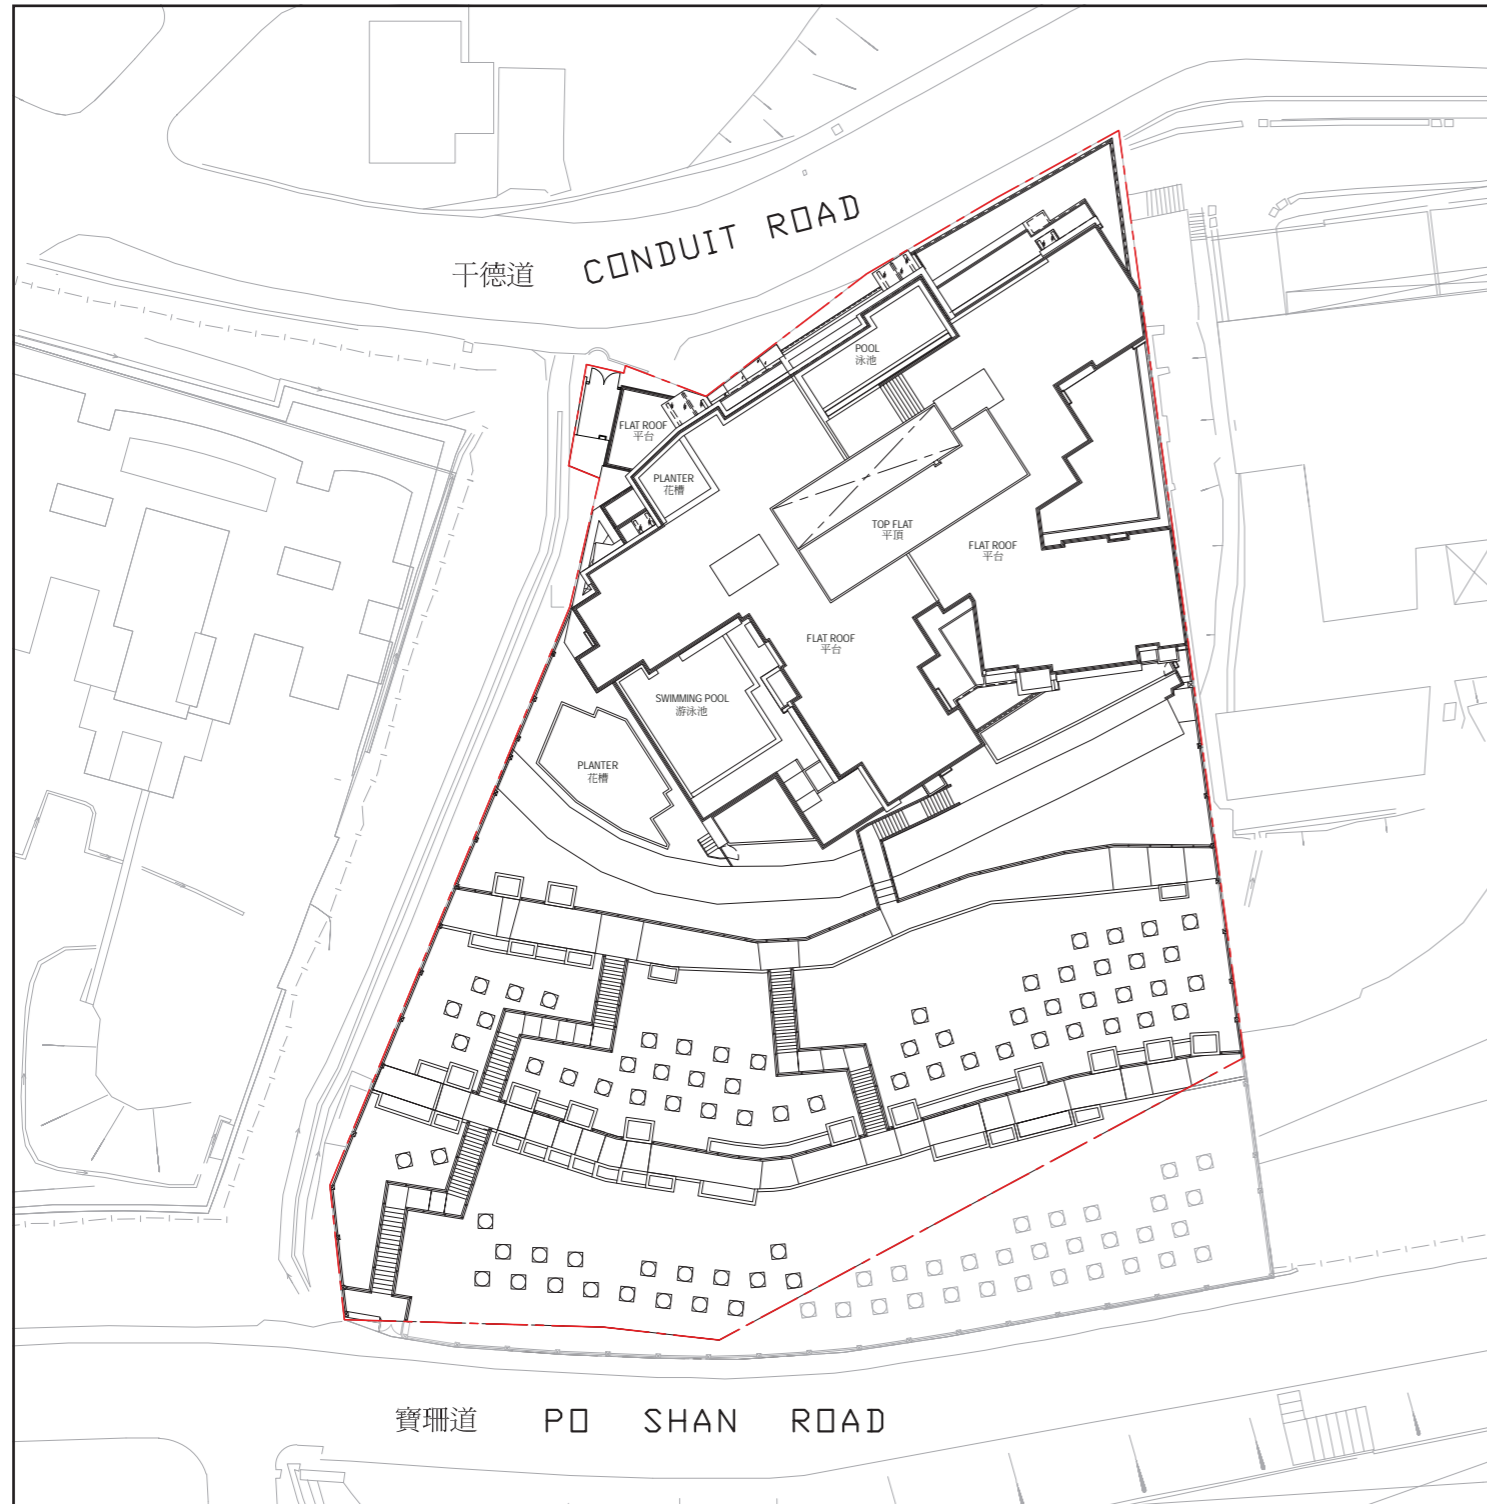 干德道 CONDUIT ROAD
POOL
泳池
FLAT ROOF
平台
PLANTER
花槽
TOP FLAT
平頂
FLAT ROOF
平台
FLAT ROOF
平台
SWIMMING POOL
游泳池
PLANTER
花槽
寶珊道 PO SHAN ROAD